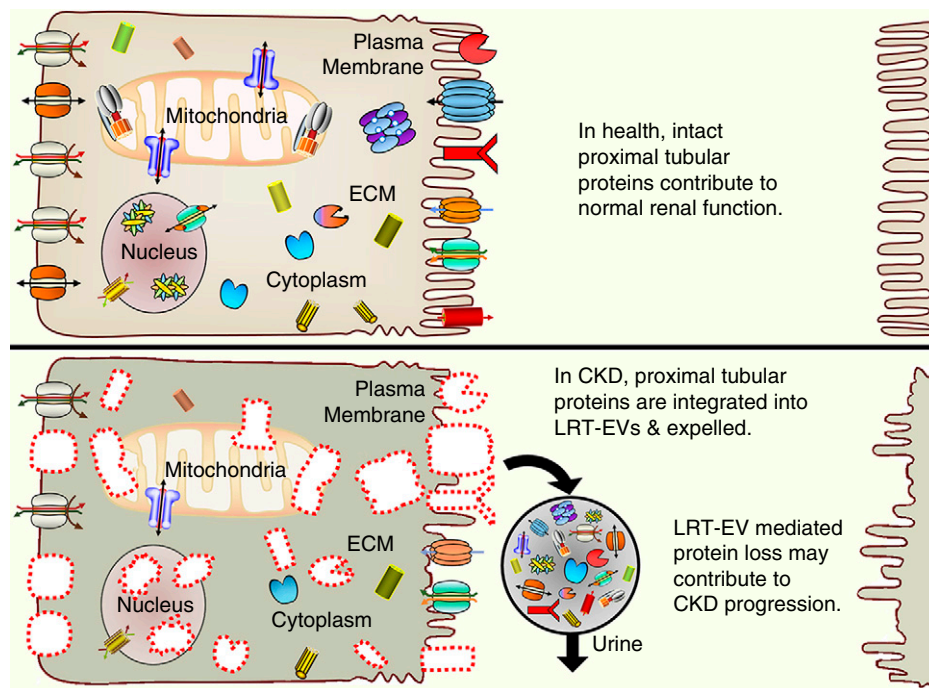 Plasma
Membrane
Mitochondria
ECM
Nucleus
Cytoplasm
In health, intact
proximal tubular
proteins contribute to
normal renal function.
Plasma
Membrane
Mitochondria
ECM
Nucleus
Cytoplasm
In CKD, proximal tubular
proteins are integrated into
LRT-EVs & expelled.
LRT-EV mediated
protein loss may
contribute to
CKD progression.
Urine